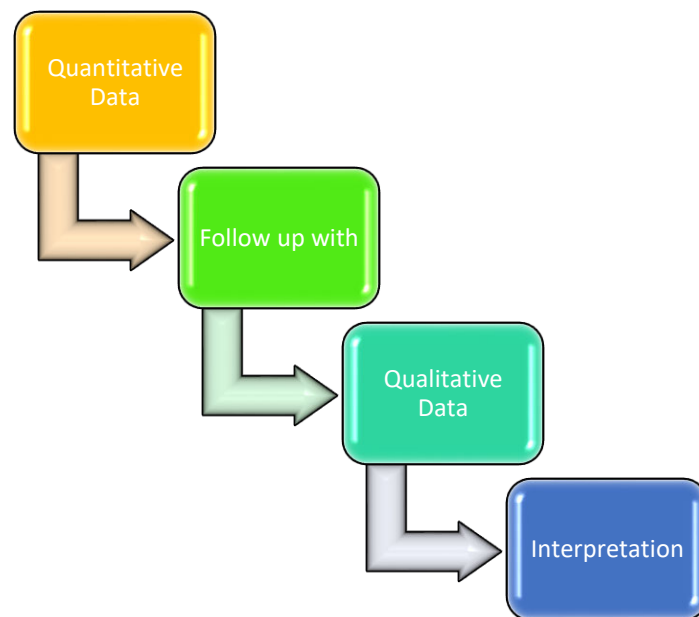 Quantitative
Data
Follow up with
Qualitative
Data
Interpretation